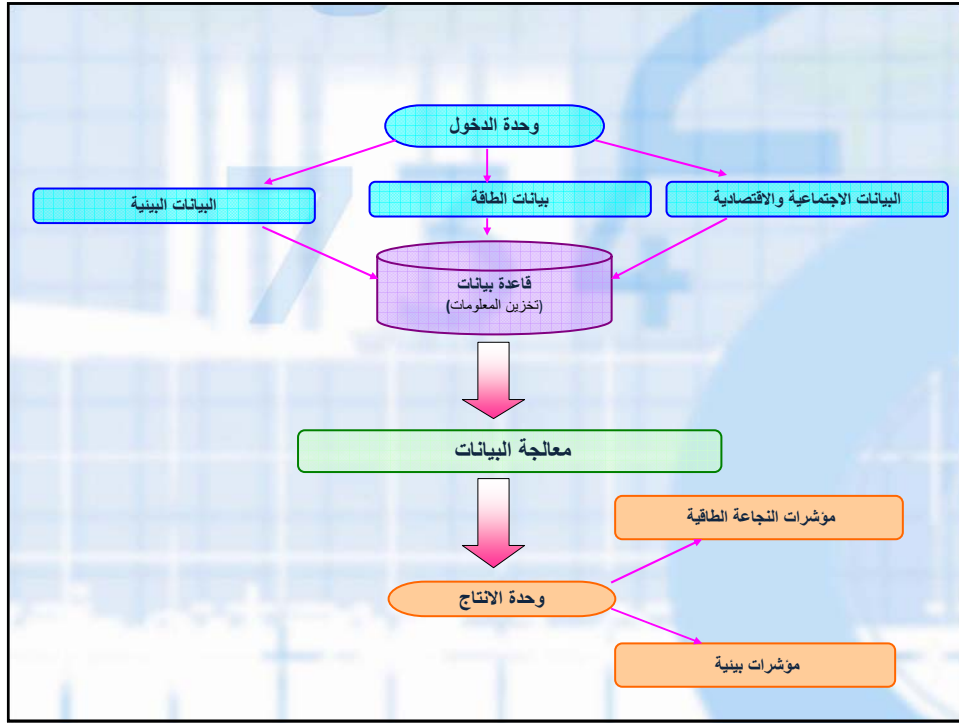 وحدة الدخول
البيانات الاجتماعية والاقتصادية
بيانات الطاقة
البيانات البيئية
قاعدة بيانات
(تخزين المعلومات)
معالجة البيانات
مؤشرات النجاعة الطاقية
وحدة الانتاج
مؤشرات بيئية